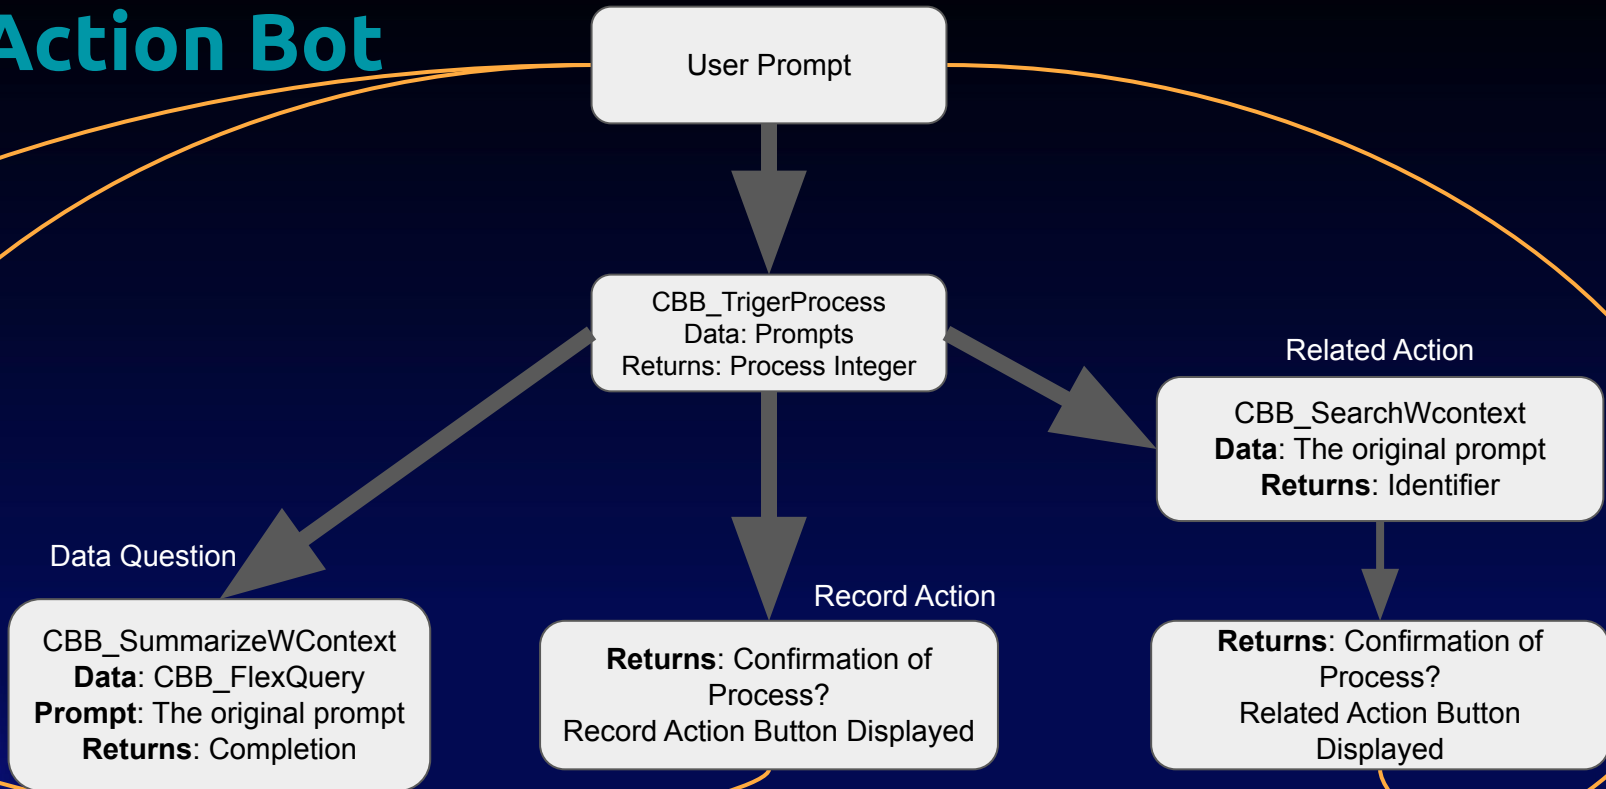 Action Bot
User Prompt
CBB_TrigerProcess
Data: Prompts
Returns: Process Integer
Related Action
CBB_SearchWcontext
Data: The original prompt
Returns: Identifier
Data Question
CBB_SummarizeWContext
Data: CBB_FlexQuery
Prompt: The original prompt
Returns: Completion
Record Action
Returns: Confirmation of
Process?
Record Action Button Displayed
Returns: Confirmation of
Process?
Related Action Button
Displayed